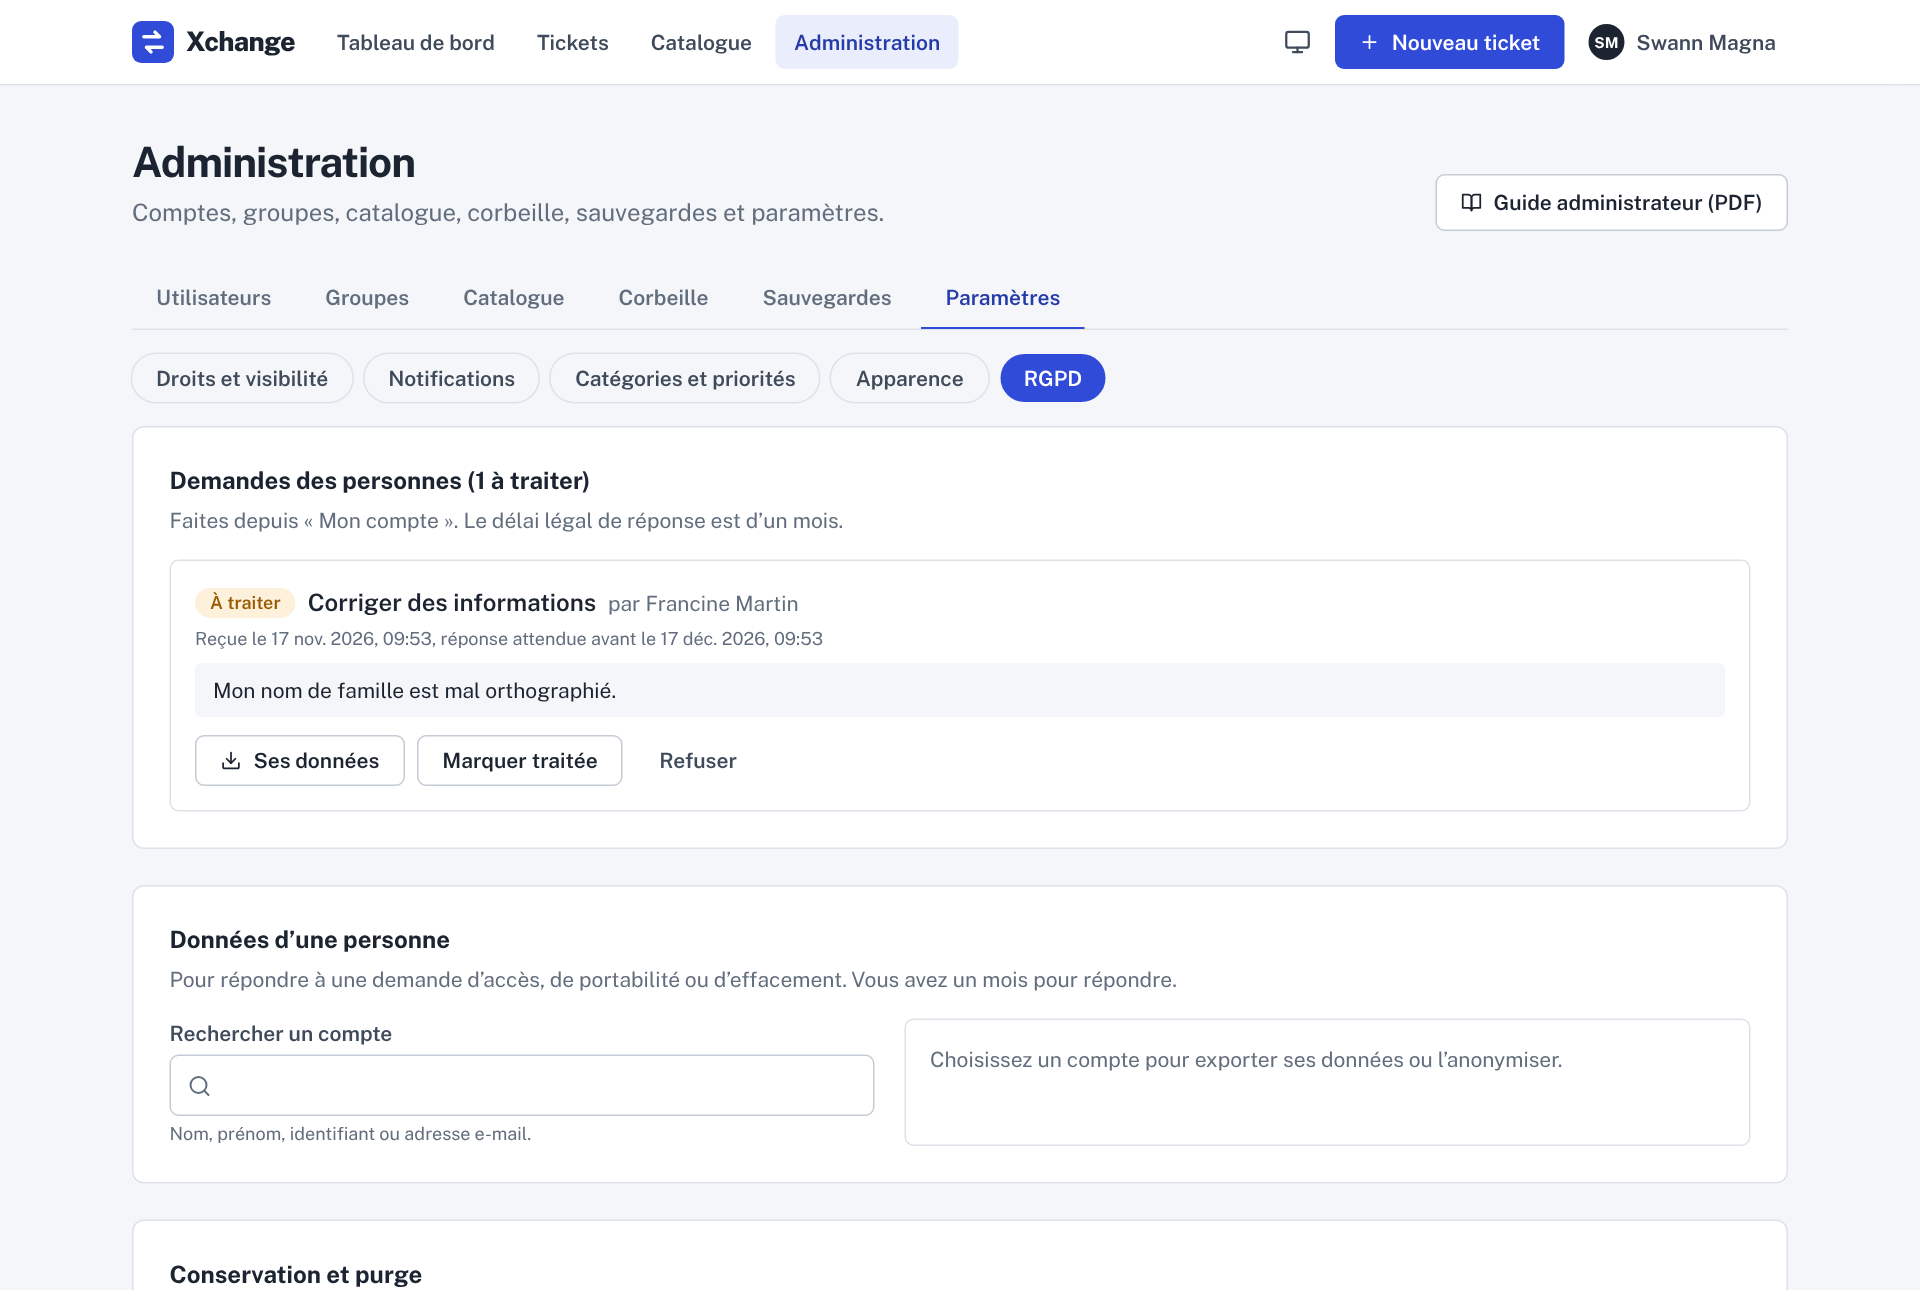 Xchange
Tableau de bord
Tickets
Catalogue
Administration
Nouveau ticket
SM
Swann Magna
Administration
Comptes, groupes, catalogue, corbeille, sauvegardes et paramètres.
Guide administrateur (PDF)
Utilisateurs
Groupes
Catalogue
Corbeille
Sauvegardes
Paramètres
Droits et visibilité
Notifications
Catégories et priorités
Apparence
RGPD
Demandes des personnes (1 à traiter)
Faites depuis « Mon compte ». Le délai légal de réponse est d’un mois.
À traiter
Corriger des informations par Francine Martin
Reçue le 17 nov. 2026, 09:53, réponse attendue avant le 17 déc. 2026, 09:53
Mon nom de famille est mal orthographié.
Ses données
Marquer traitée
Refuser
Données d’une personne
Pour répondre à une demande d’accès, de portabilité ou d’effacement. Vous avez un mois pour répondre.
Rechercher un compte
Nom, prénom, identifiant ou adresse e-mail.
Choisissez un compte pour exporter ses données ou l’anonymiser.
Conservation et purge